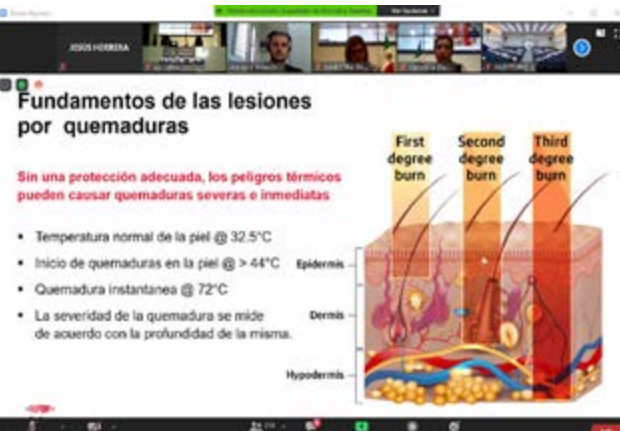 JESÚS HERRERA
Fundamentos de las lesiones
por quemaduras
Sin una protección adecuada, los peligros térmicos
pueden causar quemaduras severas e inmediatas
• Temperatura normal de la piel @ 32.5°C
• Inicio de quemaduras en la piel @ > 44°C
• Quemadura instantanea @ 72°C
• La severidad de la quemadura se mide
de acuerdo con la profundidad de la misma.
First
degree
burn
Second
degree
burn
Third
degree
burn
Epidermis
Dermis
Hypodermis